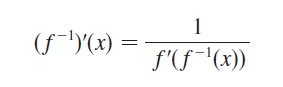 (f⁻¹)′(x) = 1 / f′(f⁻¹(x))